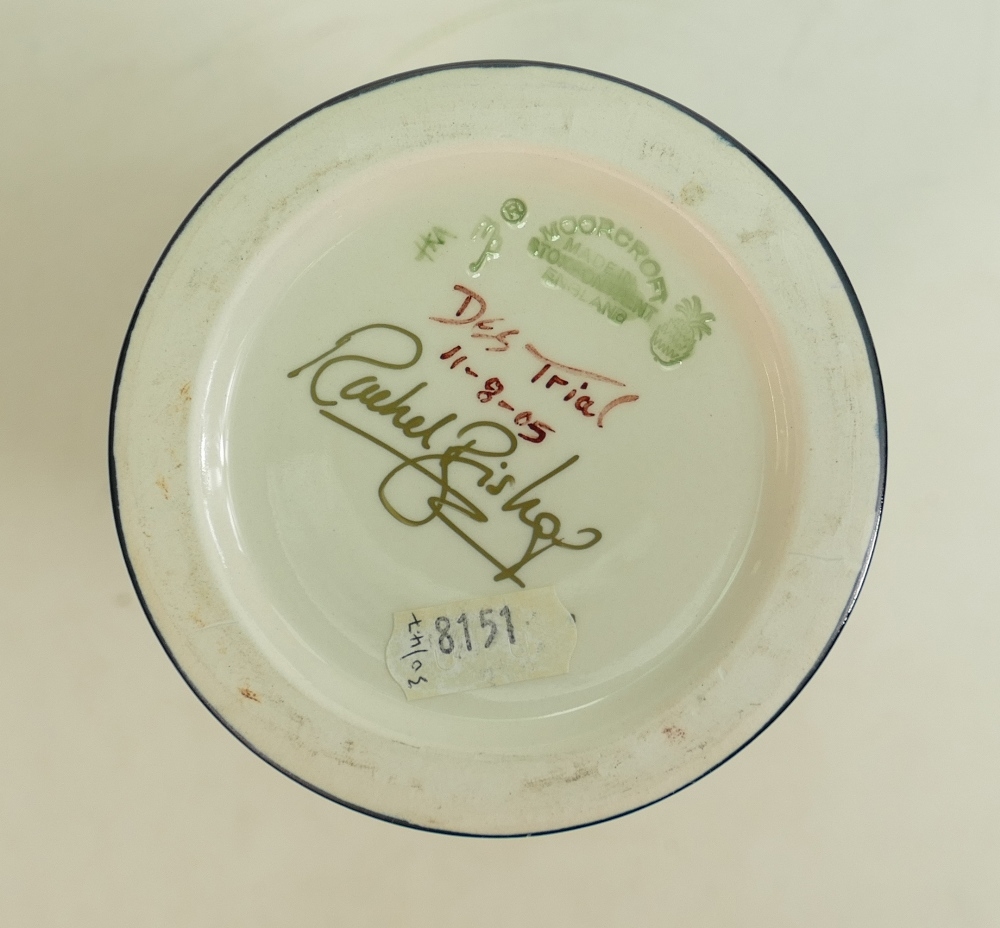 MOORCROFT
MADE IN
STOKE-ON-TRENT
ENGLAND
®
Des Trial
11-8-05
Rachel Bishop
8151